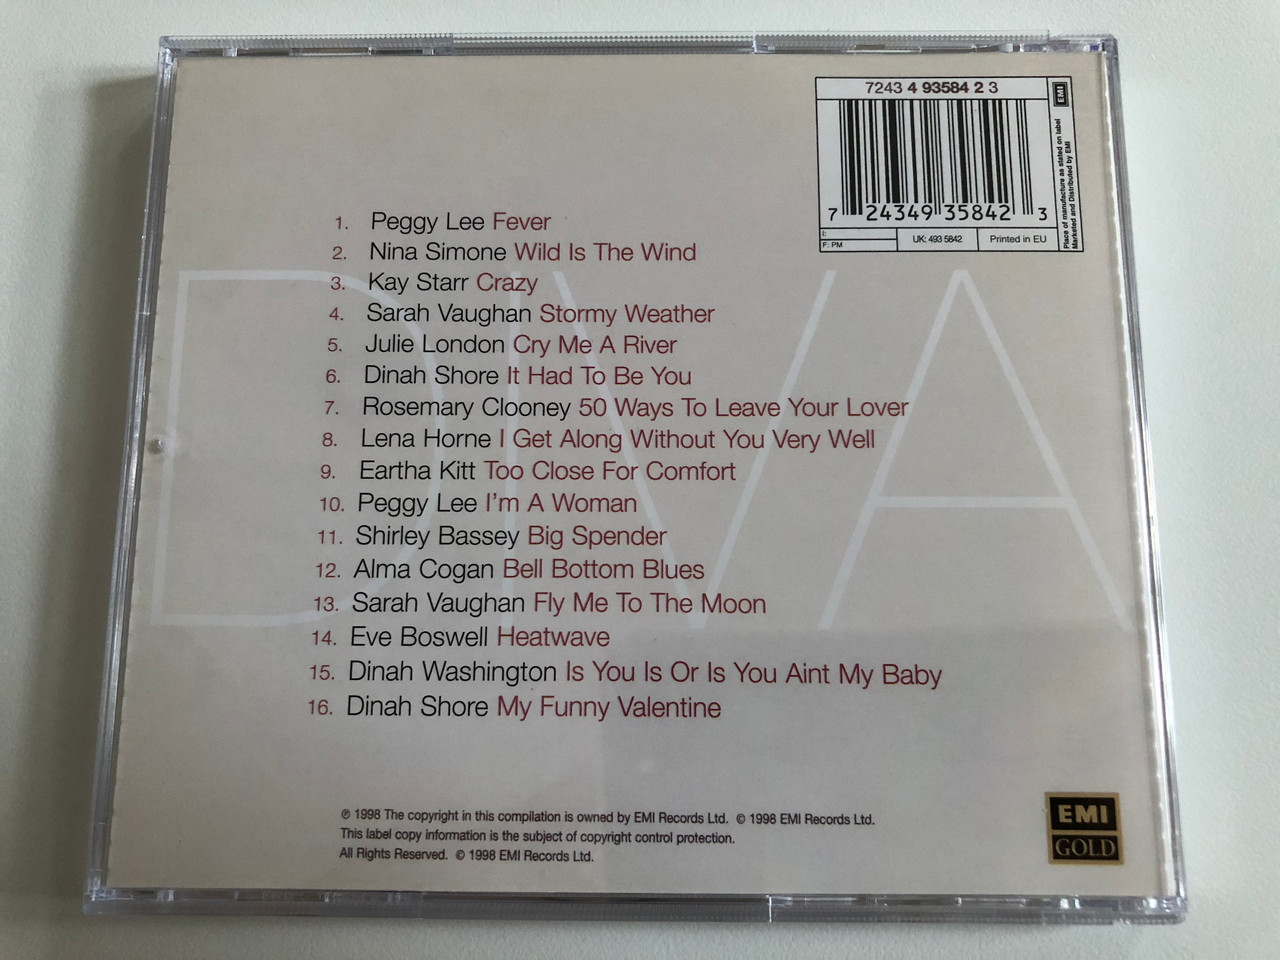 7243 4 93584 2 3
EMI
Place of manufacture as stated on label
Marketed and Distributed by EMI
7 24349 35842 3
I:
F: PM
UK: 493 5842
Printed in EU
DIVA
1. Peggy Lee Fever
2. Nina Simone Wild Is The Wind
3. Kay Starr Crazy
4. Sarah Vaughan Stormy Weather
5. Julie London Cry Me A River
6. Dinah Shore It Had To Be You
7. Rosemary Clooney 50 Ways To Leave Your Lover
8. Lena Horne I Get Along Without You Very Well
9. Eartha Kitt Too Close For Comfort
10. Peggy Lee I'm A Woman
11. Shirley Bassey Big Spender
12. Alma Cogan Bell Bottom Blues
13. Sarah Vaughan Fly Me To The Moon
14. Eve Boswell Heatwave
15. Dinah Washington Is You Is Or Is You Aint My Baby
16. Dinah Shore My Funny Valentine
℗ 1998 The copyright in this compilation is owned by EMI Records Ltd. © 1998 EMI Records Ltd.
This label copy information is the subject of copyright control protection.
All Rights Reserved. © 1998 EMI Records Ltd.
EMI
GOLD